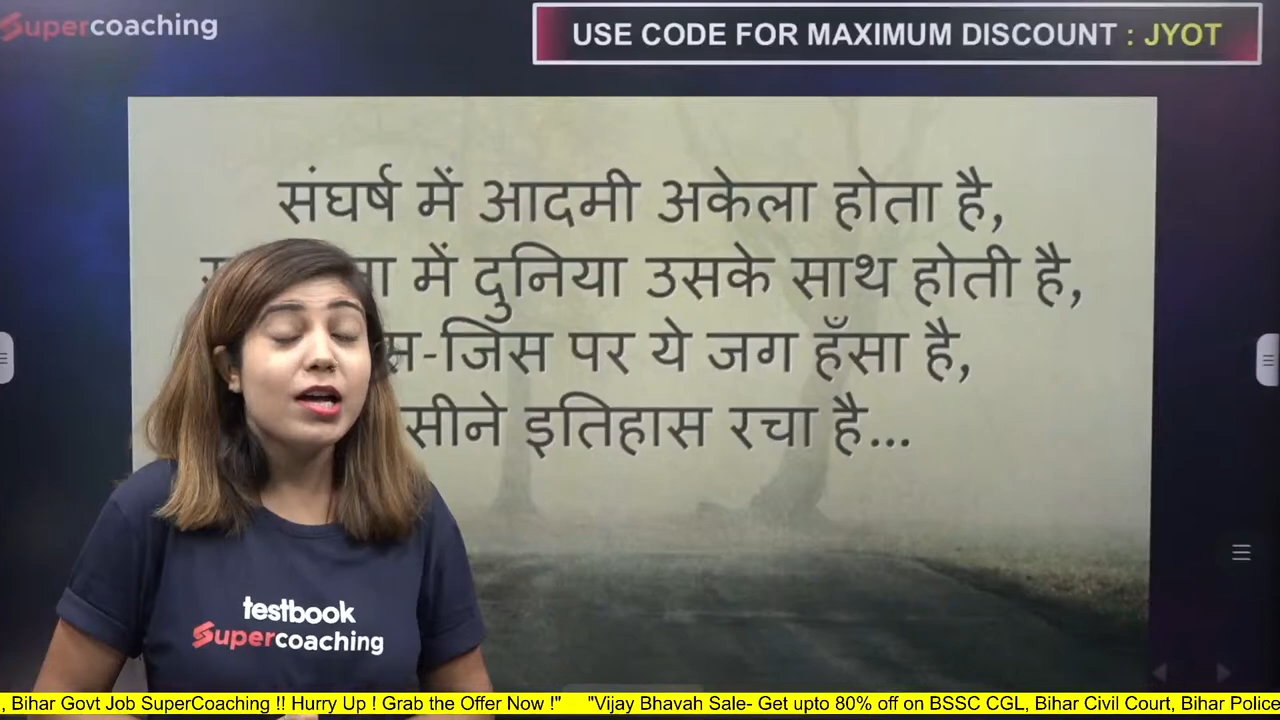 Supercoaching
USE CODE FOR MAXIMUM DISCOUNT : JYOT
संघर्ष में आदमी अकेला होता है,
में दुनिया उसके साथ होती है,
-जिस पर ये जग हँसा है,
सीने इतिहास रचा है...
testbook
Supercoaching
, Bihar Govt Job SuperCoaching !! Hurry Up ! Grab the Offer Now !" "Vijay Bhavah Sale- Get upto 80% off on BSSC CGL, Bihar Civil Court, Bihar Police